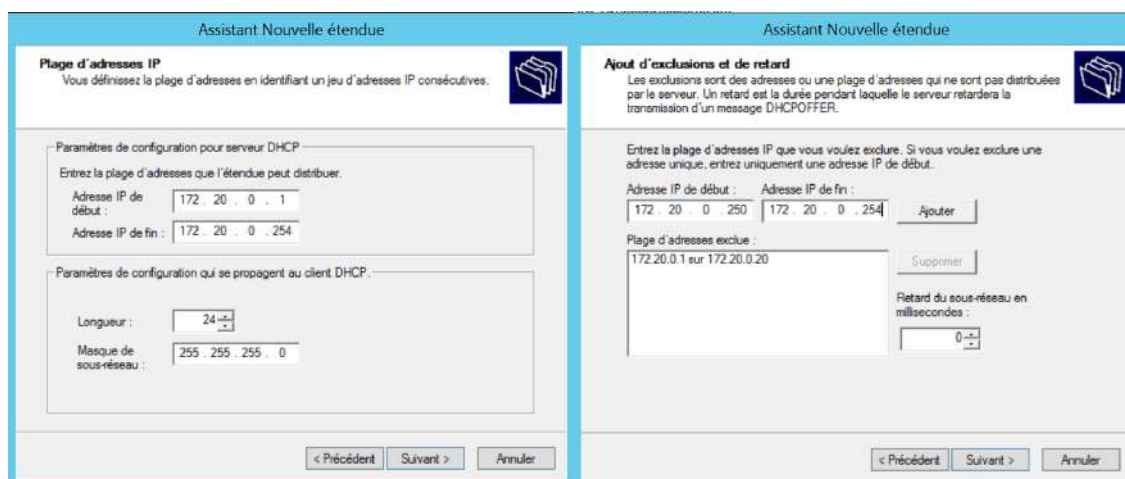 Assistant Nouvelle étendue
Plage d'adresses IP
Vous définissez la plage d'adresses en identifiant un jeu d'adresses IP consécutives.
Paramètres de configuration pour serveur DHCP
Entrez la plage d'adresses que l'étendue peut distribuer.
Adresse IP de
début :
172 . 20 . 0 . 1
Adresse IP de fin :
172 . 20 . 0 . 254
Paramètres de configuration qui se propagent au client DHCP.
Longueur :
24
Masque de
sous-réseau :
255 . 255 . 255 . 0
< Précédent
Suivant >
Annuler
Assistant Nouvelle étendue
Ajout d'exclusions et de retard
Les exclusions sont des adresses ou une plage d'adresses qui ne sont pas distribuées
par le serveur. Un retard est la durée pendant laquelle le serveur retardera la
transmission d'un message DHCPOFFER.
Entrez la plage d'adresses IP que vous voulez exclure. Si vous voulez exclure une
adresse unique, entrez uniquement une adresse IP de début.
Adresse IP de début :
Adresse IP de fin :
172 . 20 . 0 . 250
172 . 20 . 0 . 254
Ajouter
Plage d'adresses exclue :
172.20.0.1 sur 172.20.0.20
Supprimer
Retard du sous-réseau en
millisecondes :
0
< Précédent
Suivant >
Annuler